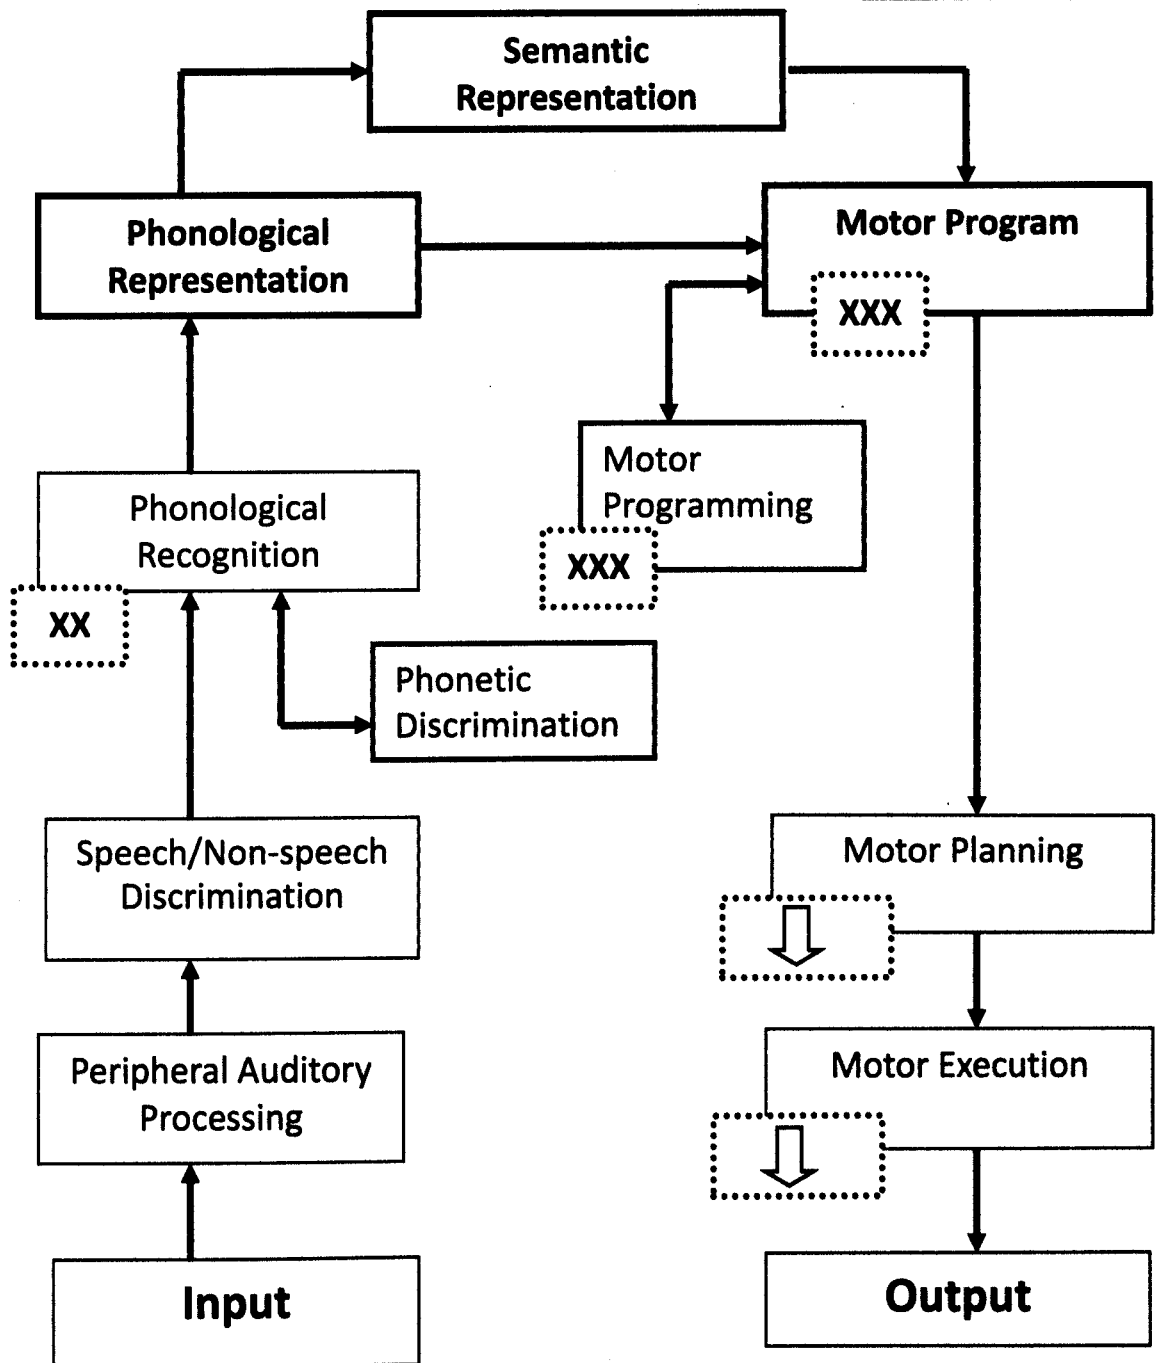 Semantic
Representation
Phonological
Representation
Motor Program
XXX
Phonological
Recognition
XX
Motor
Programming
XXX
Phonetic
Discrimination
Speech/Non-speech
Discrimination
Motor Planning
Peripheral Auditory
Processing
Motor Execution
Input
Output